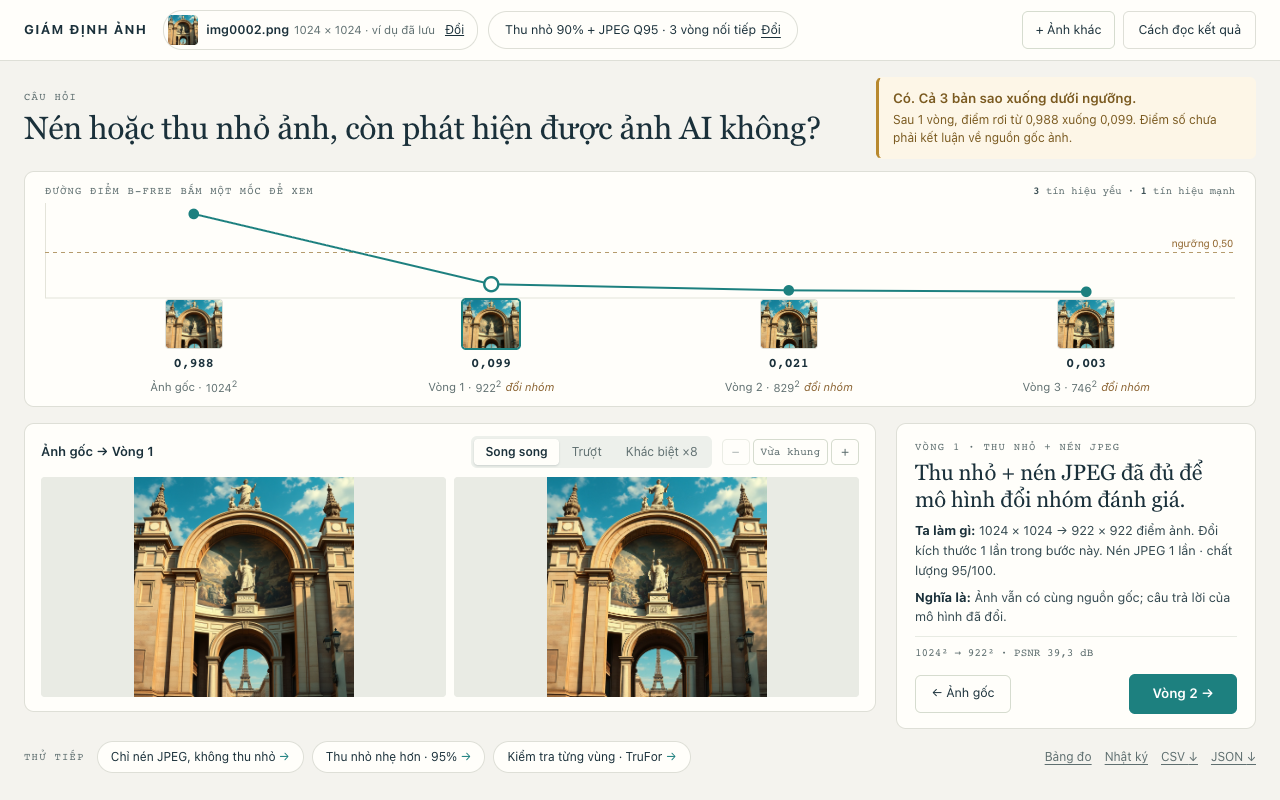 GIÁM ĐỊNH ẢNH
img0002.png 1024 × 1024 · ví dụ đã lưu Đổi
Thu nhỏ 90% + JPEG Q95 · 3 vòng nối tiếp Đổi
+ Ảnh khác
Cách đọc kết quả
CÂU HỎI
Nén hoặc thu nhỏ ảnh, còn phát hiện được ảnh AI không?
Có. Cả 3 bản sao xuống dưới ngưỡng.
Sau 1 vòng, điểm rơi từ 0,988 xuống 0,099. Điểm số chưa
phải kết luận về nguồn gốc ảnh.
ĐƯỜNG ĐIỂM B-FREE BẤM MỘT MỐC ĐỂ XEM
3 tín hiệu yếu · 1 tín hiệu mạnh
ngưỡng 0,50
0,988
0,099
0,021
0,003
Ảnh gốc · 1024²
Vòng 1 · 922² đổi nhóm
Vòng 2 · 829² đổi nhóm
Vòng 3 · 746² đổi nhóm
Ảnh gốc → Vòng 1
Song song
Trượt
Khác biệt ×8
−
Vừa khung
+
VÒNG 1 · THU NHỎ + NÉN JPEG
Thu nhỏ + nén JPEG đã đủ để
mô hình đổi nhóm đánh giá.
Ta làm gì: 1024 × 1024 → 922 × 922 điểm ảnh. Đổi
kích thước 1 lần trong bước này. Nén JPEG 1 lần · chất
lượng 95/100.
Nghĩa là: Ảnh vẫn có cùng nguồn gốc; câu trả lời của
mô hình đã đổi.
1024² → 922² · PSNR 39,3 dB
← Ảnh gốc
Vòng 2 →
THỬ TIẾP
Chỉ nén JPEG, không thu nhỏ →
Thu nhỏ nhẹ hơn · 95% →
Kiểm tra từng vùng · TruFor →
Bảng đo
Nhật ký
CSV ↓
JSON ↓